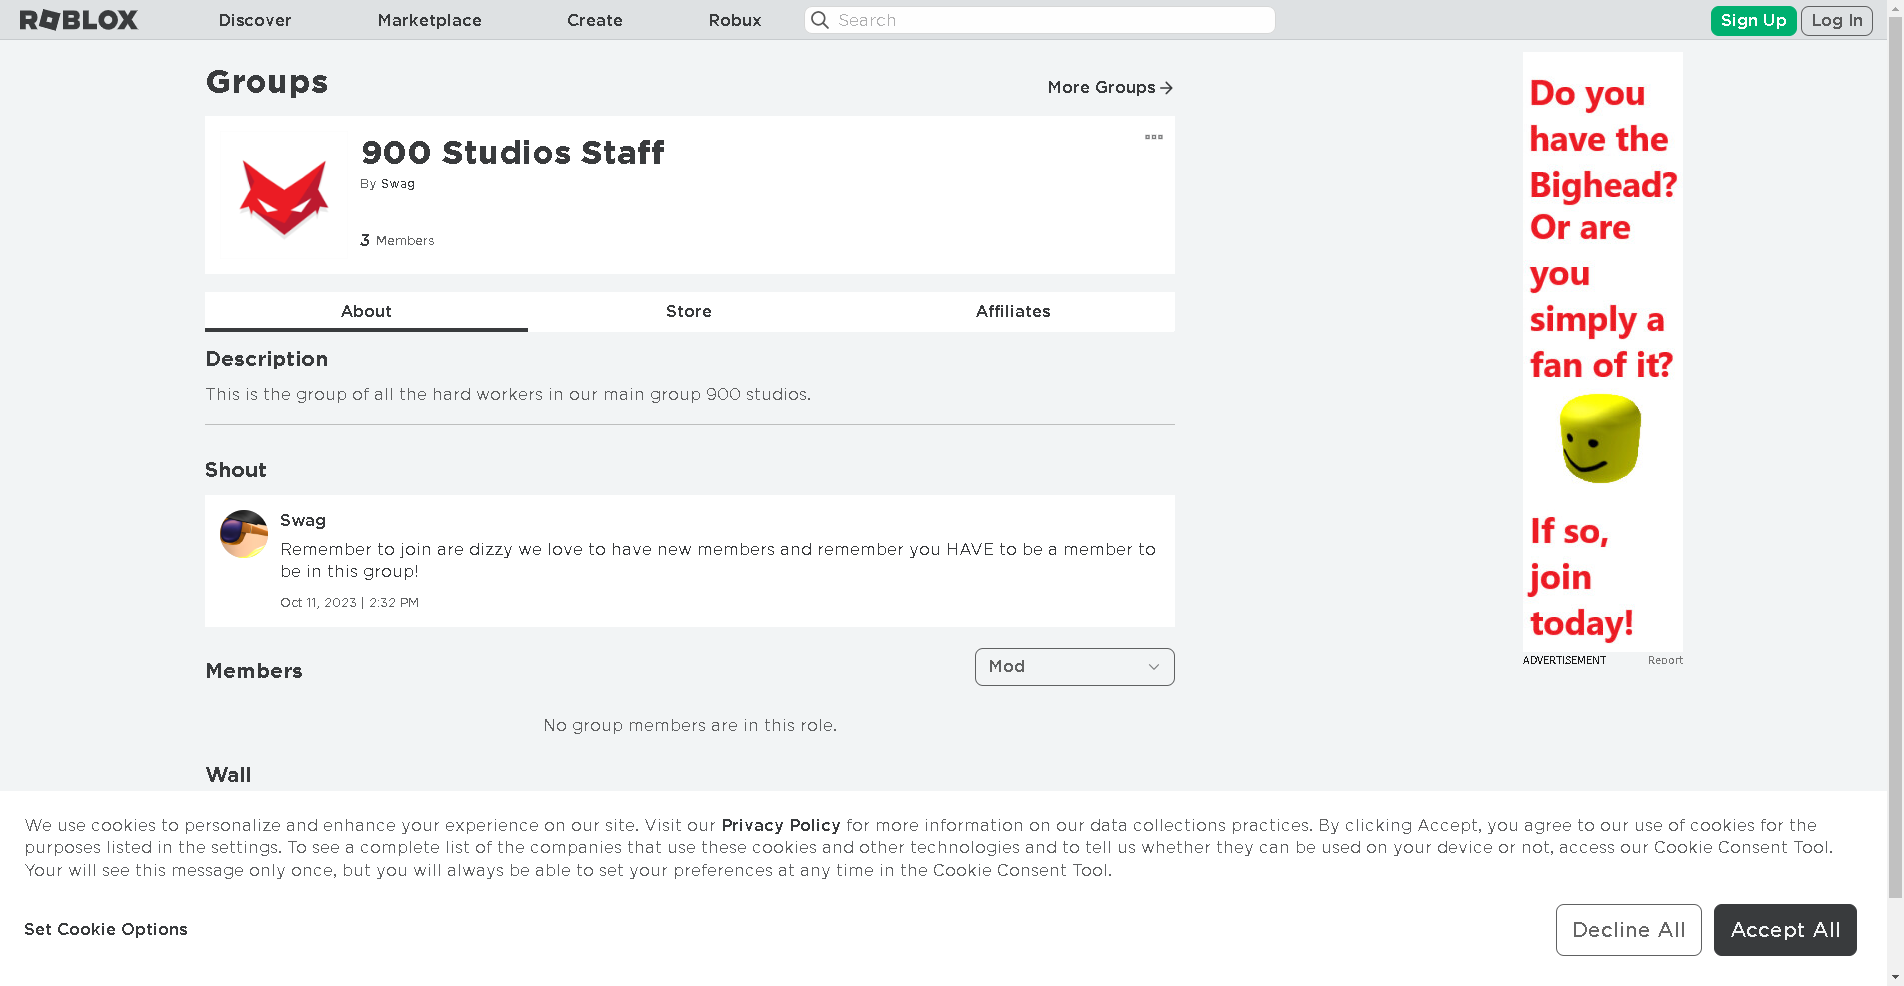 ROBLOX
Discover
Marketplace
Create
Robux
Search
Sign Up
Log In
Groups
More Groups
900 Studios Staff
By Swag
3 Members
About
Store
Affiliates
Description
This is the group of all the hard workers in our main group 900 studios.
Shout
Swag
Remember to join are dizzy we love to have new members and remember you HAVE to be a member to
be in this group!
Oct 11, 2023 | 2:32 PM
Members
Mod
No group members are in this role.
Wall
Do you
have the
Bighead?
Or are
you
simply a
fan of it?
If so,
join
today!
ADVERTISEMENT
Report
We use cookies to personalize and enhance your experience on our site. Visit our Privacy Policy for more information on our data collections practices. By clicking Accept, you agree to our use of cookies for the
purposes listed in the settings. To see a complete list of the companies that use these cookies and other technologies and to tell us whether they can be used on your device or not, access our Cookie Consent Tool.
Your will see this message only once, but you will always be able to set your preferences at any time in the Cookie Consent Tool.
Set Cookie Options
Decline All
Accept All